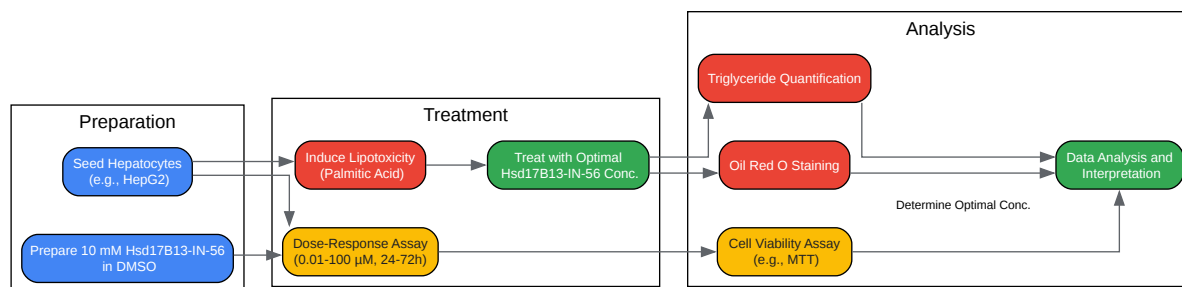 Preparation
Seed Hepatocytes
(e.g., HepG2)
Prepare 10 mM Hsd17B13-IN-56
in DMSO
Treatment
Induce Lipotoxicity
(Palmitic Acid)
Treat with Optimal
Hsd17B13-IN-56 Conc.
Dose-Response Assay
(0.01-100 µM, 24-72h)
Analysis
Triglyceride Quantification
Oil Red O Staining
Data Analysis and
Interpretation
Determine Optimal Conc.
Cell Viability Assay
(e.g., MTT)